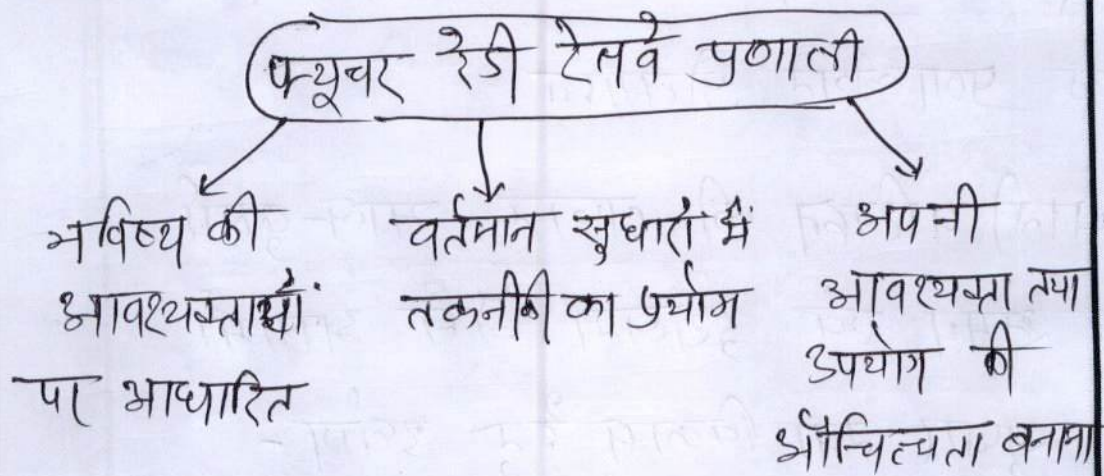 फ्यूचर रेडी रेलवे प्रणाली
भविष्य की
आवश्यकताओं
पर आधारित
वर्तमान सुधारों में
तकनीकी का प्रयोग
अपनी
आवश्यकता तथा
उपयोग की
औचित्यता बनाना